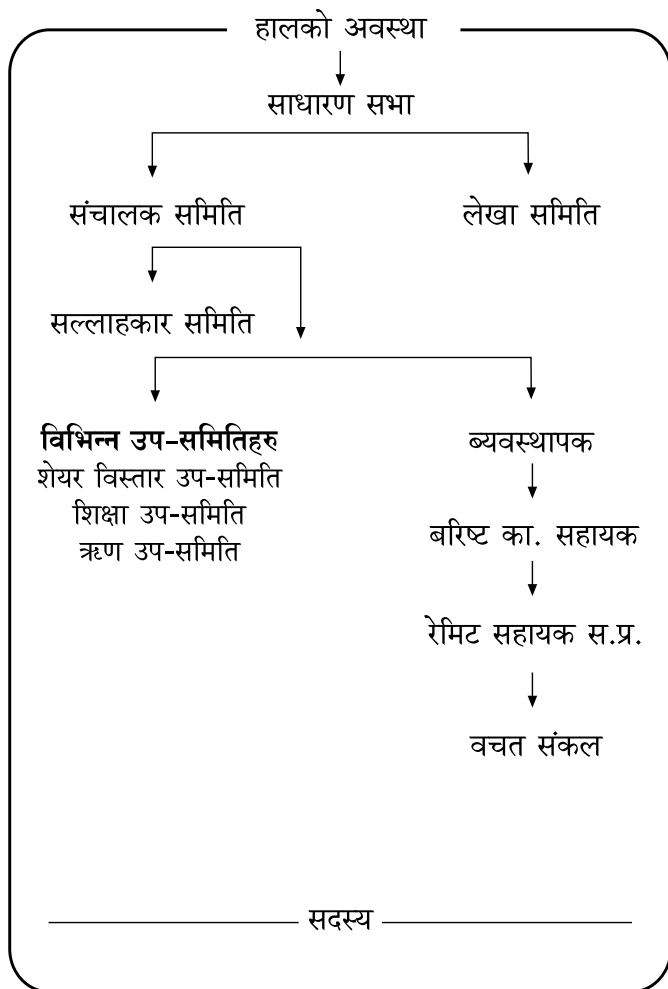 हालको अवस्था
साधारण सभा
संचालक समिति
लेखा समिति
सल्लाहकार समिति
विभिन्न उप-समितिहरु
शेयर विस्तार उप-समिति
शिक्षा उप-समिति
ऋण उप-समिति
ब्यवस्थापक
बरिष्ट का. सहायक
रेमिट सहायक स.प्र.
वचत संकल
सदस्य